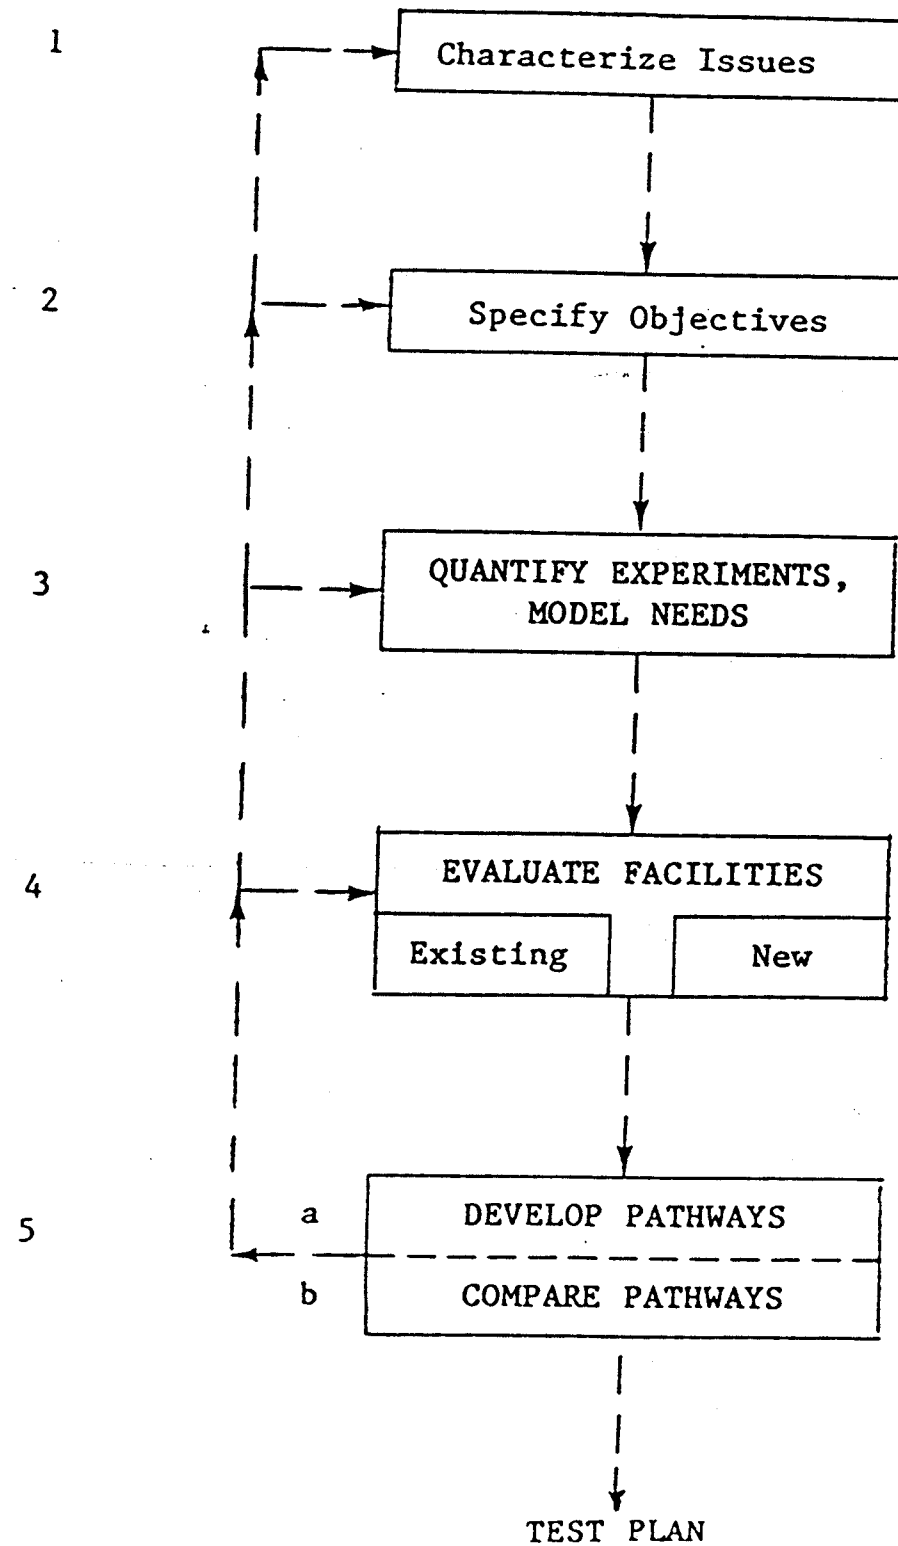 1
Characterize Issues
2
Specify Objectives
3
QUANTIFY EXPERIMENTS,
MODEL NEEDS
4
EVALUATE FACILITIES
Existing
New
5
a
DEVELOP PATHWAYS
b
COMPARE PATHWAYS
TEST PLAN